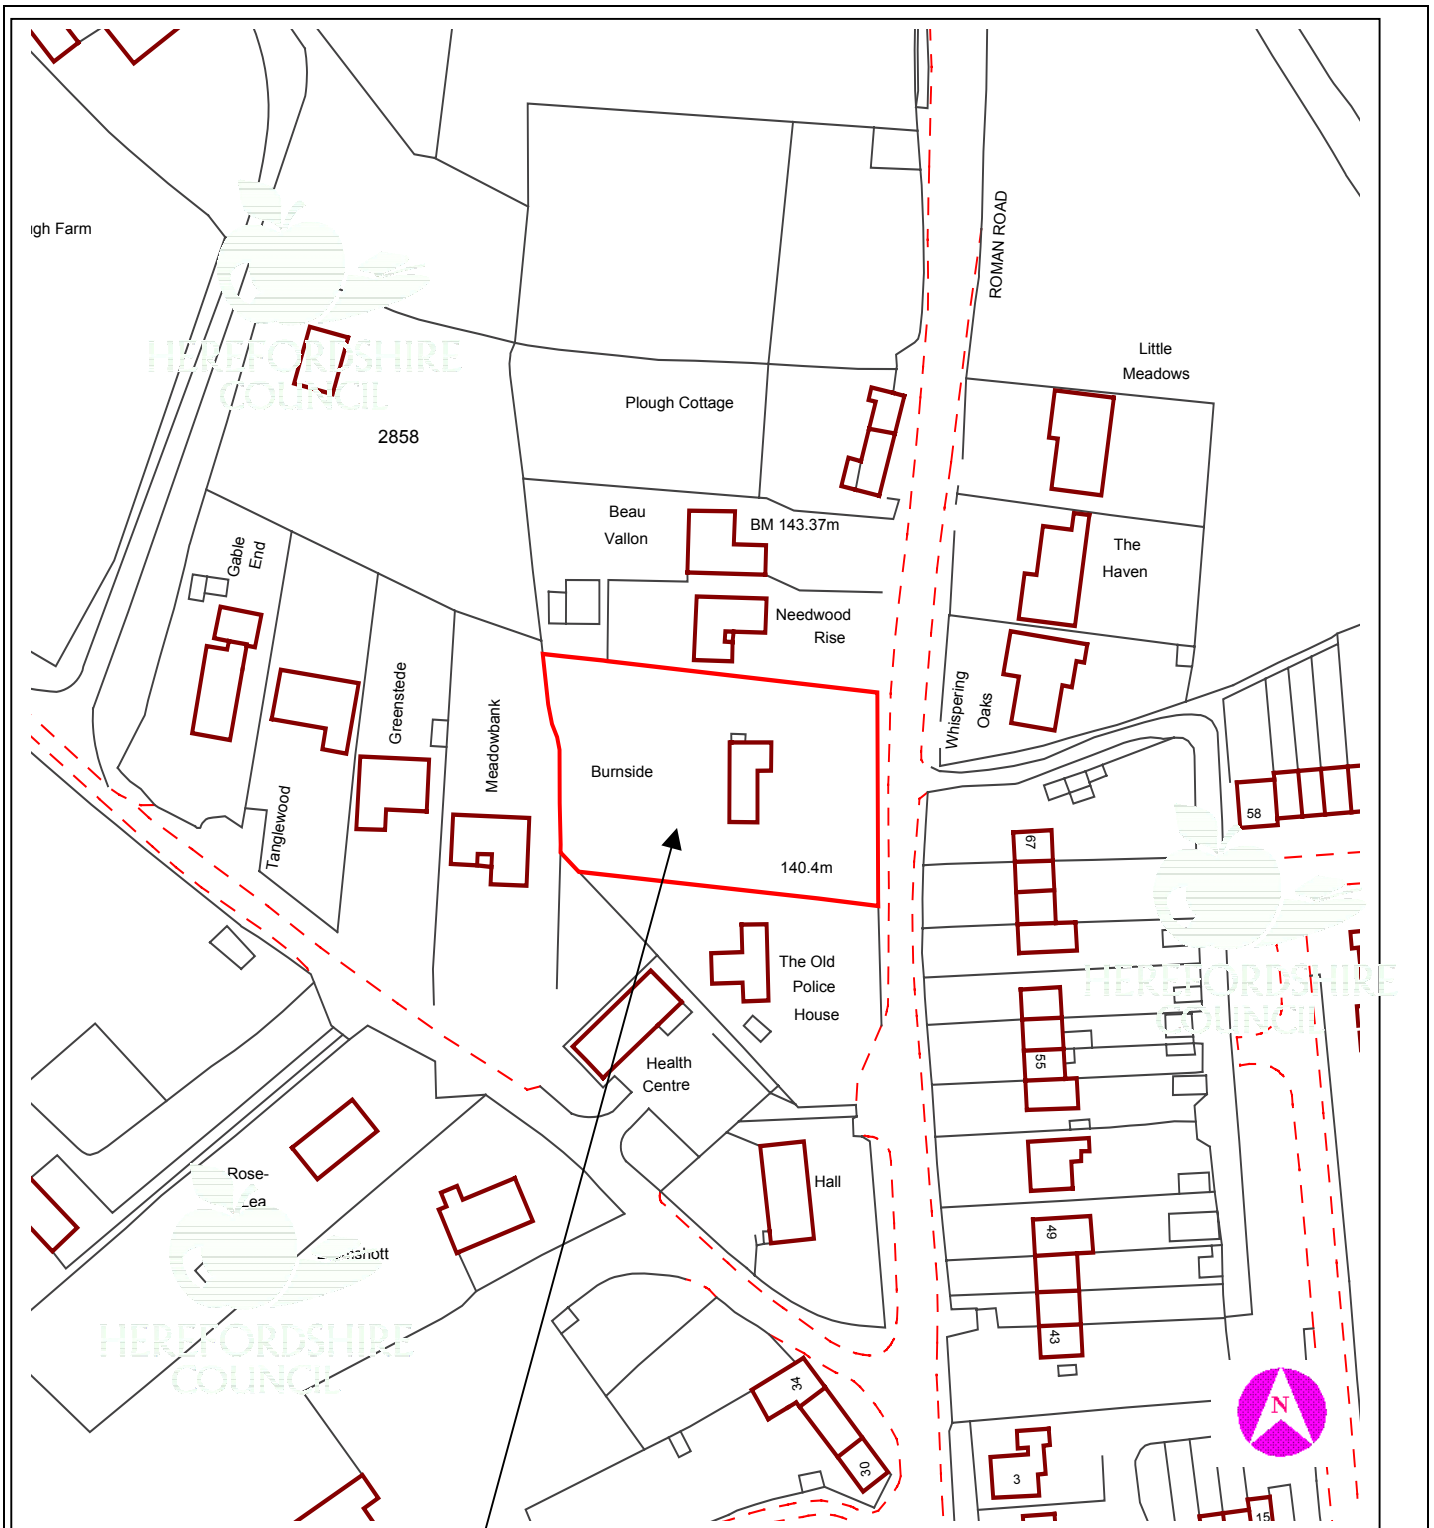 ROMAN ROAD
HEREFORDSHIRE
COUNCIL
2858
Little
Meadows
Plough Cottage
Beau
Vallon
BM 143.37m
The
Haven
Gable
End
Needwood
Rise
Greenstede
Meadowbank
Whispering
Oaks
Burnside
Tanglewood
140.4m
58
67
The Old
Police
House
HEREFORDSHIRE
COUNCIL
Health
Centre
55
Rose-
Lea
Hall
49
HEREFORDSHIRE
COUNCIL
43
34
30
N
3
15